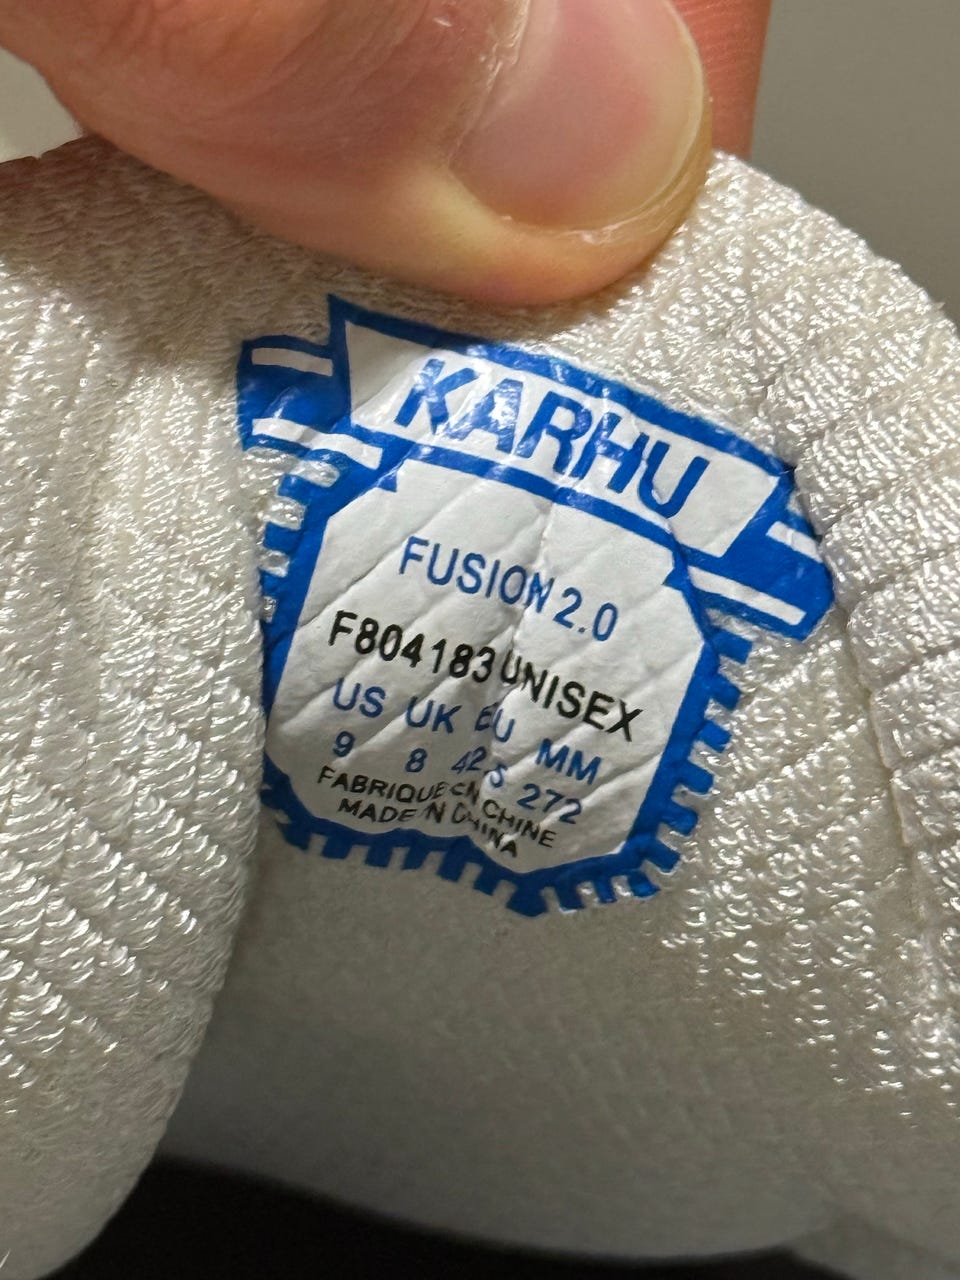 KARHU
FUSION 2.0
F804183 UNISEX
US UK EU MM
9 8 42.5 272
FABRIQUE EN CHINE
MADE IN CHINA